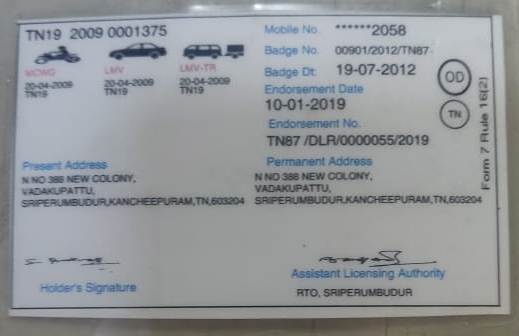 TN19 2009 0001375
Mobile No. ******2058
Badge No. 00901/2012/TN87
MCWG LMV LMV-TR
Badge Dt. 19-07-2012
20-04-2009 20-04-2009 20-04-2009
TN19 TN19 TN19
OD
Endorsement Date
10-01-2019
TN
Endorsement No.
TN87 /DLR/0000055/2019
Form 7 Rule 16(2)
Present Address
N NO 388 NEW COLONY,
VADAKUPATTU,
SRIPERUMBUDUR,KANCHEEPURAM,TN,603204
Permanent Address
N NO 388 NEW COLONY,
VADAKUPATTU,
SRIPERUMBUDUR,KANCHEEPURAM,TN,603204
Holder's Signature
Assistant Licensing Authority
RTO, SRIPERUMBUDUR